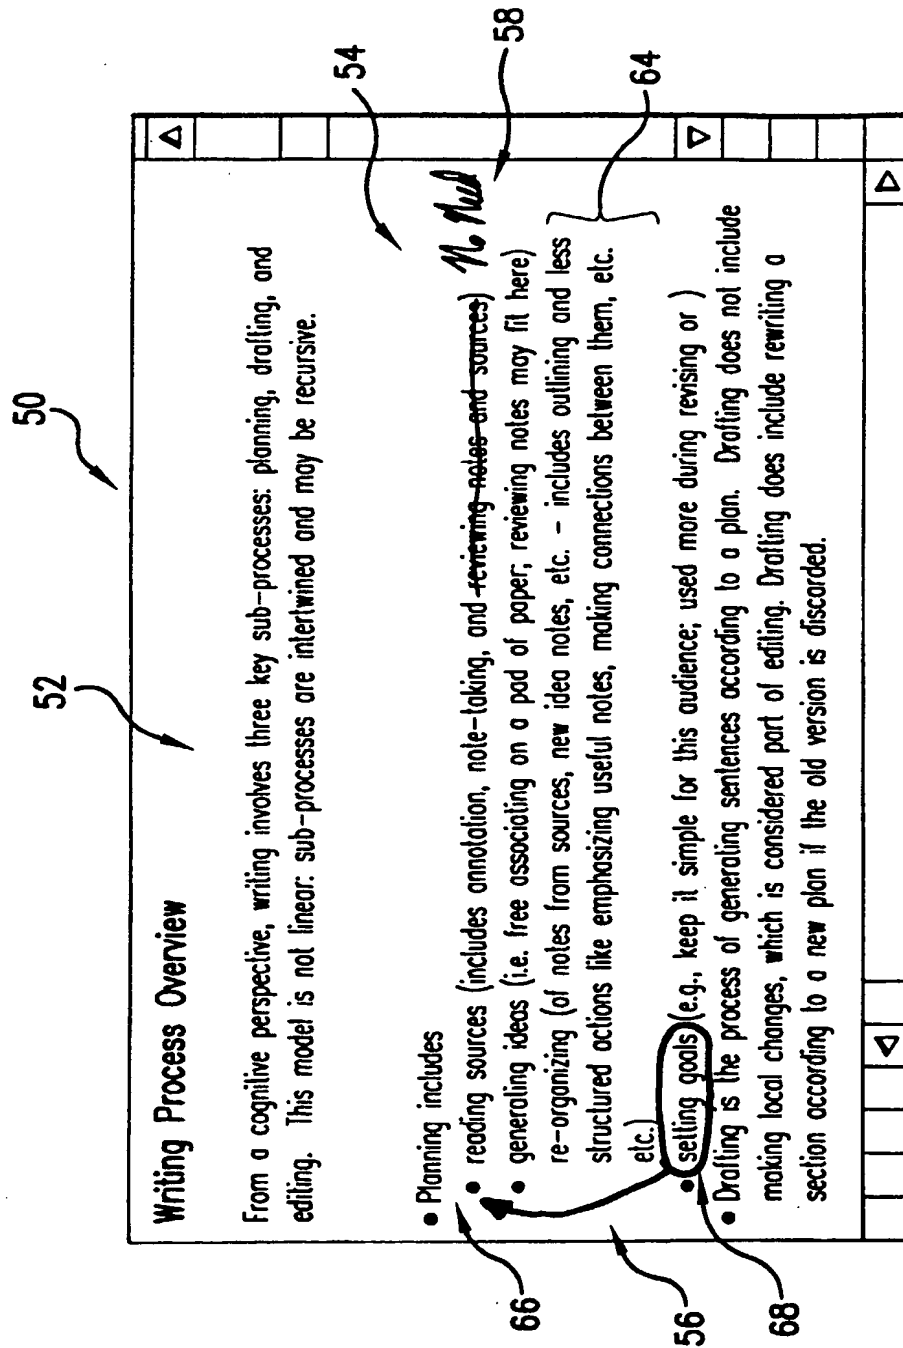 50
52
54
Writing Process Overview
From a cognitive perspective, writing involves three key sub-processes: planning, drafting, and
editing. This model is not linear: sub-processes are intertwined and may be recursive.
• Planning includes
• reading sources (includes annotation, note-taking, and reviewing notes and sources) No Need
• generating ideas (i.e. free associating on a pad of paper; reviewing notes may fit here)
re-organizing (of notes from sources, new idea notes, etc. - includes outlining and less
structured actions like emphasizing useful notes, making connections between them, etc.
etc.)
• setting goals (e.g., keep it simple for this audience; used more during revising or )
• Drafting is the process of generating sentences according to a plan. Drafting does not include
making local changes, which is considered part of editing. Drafting does include rewriting a
section according to a new plan if the old version is discarded.
58
64
66
56
68